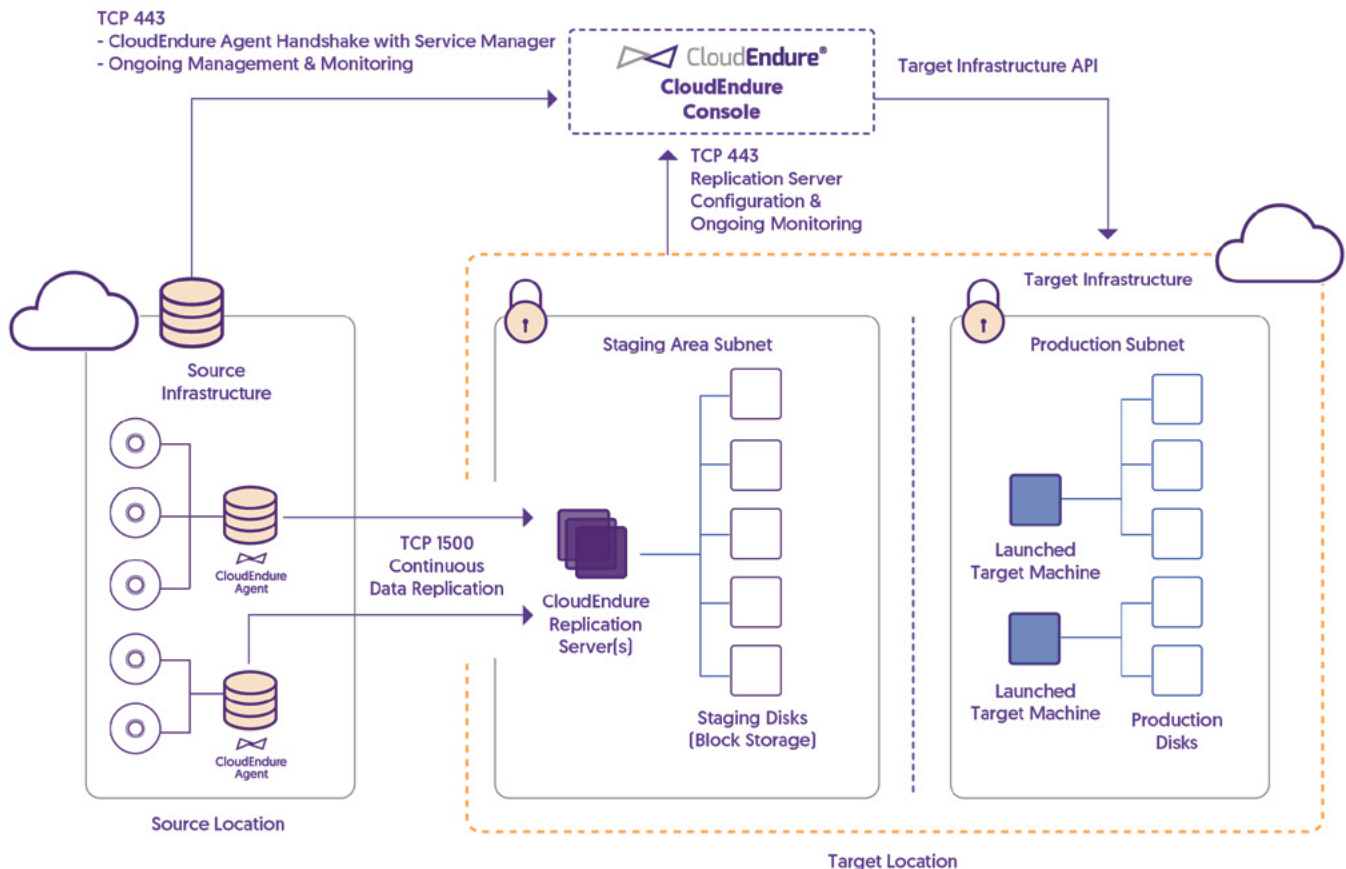 TCP 443
- CloudEndure Agent Handshake with Service Manager
- Ongoing Management & Monitoring
CloudEndure®
CloudEndure
Console
Target Infrastructure API
TCP 443
Replication Server
Configuration &
Ongoing Monitoring
Target Infrastructure
Source
Infrastructure
Staging Area Subnet
Production Subnet
CloudEndure
Agent
TCP 1500
Continuous
Data Replication
CloudEndure
Replication
Server(s)
Launched
Target Machine
CloudEndure
Agent
Staging Disks
(Block Storage)
Launched
Target Machine
Production
Disks
Source Location
Target Location